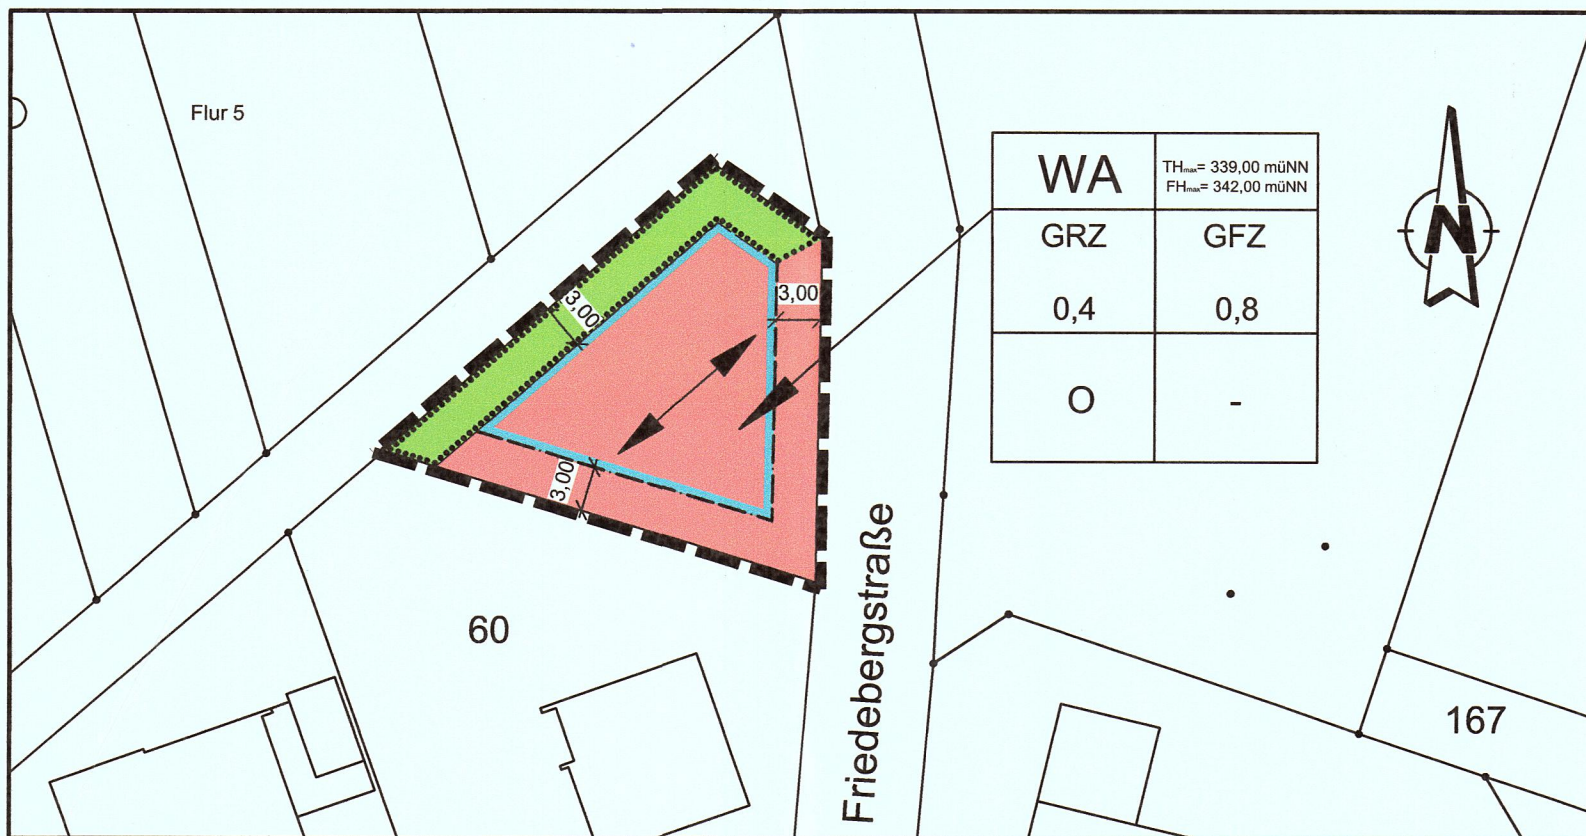 Flur 5
WA
THmax= 339,00 müNN
FHmax= 342,00 müNN
GRZ
GFZ
0,4
0,8
O
-
N
3,00
3,00
3,00
60
Friedebergstraße
167